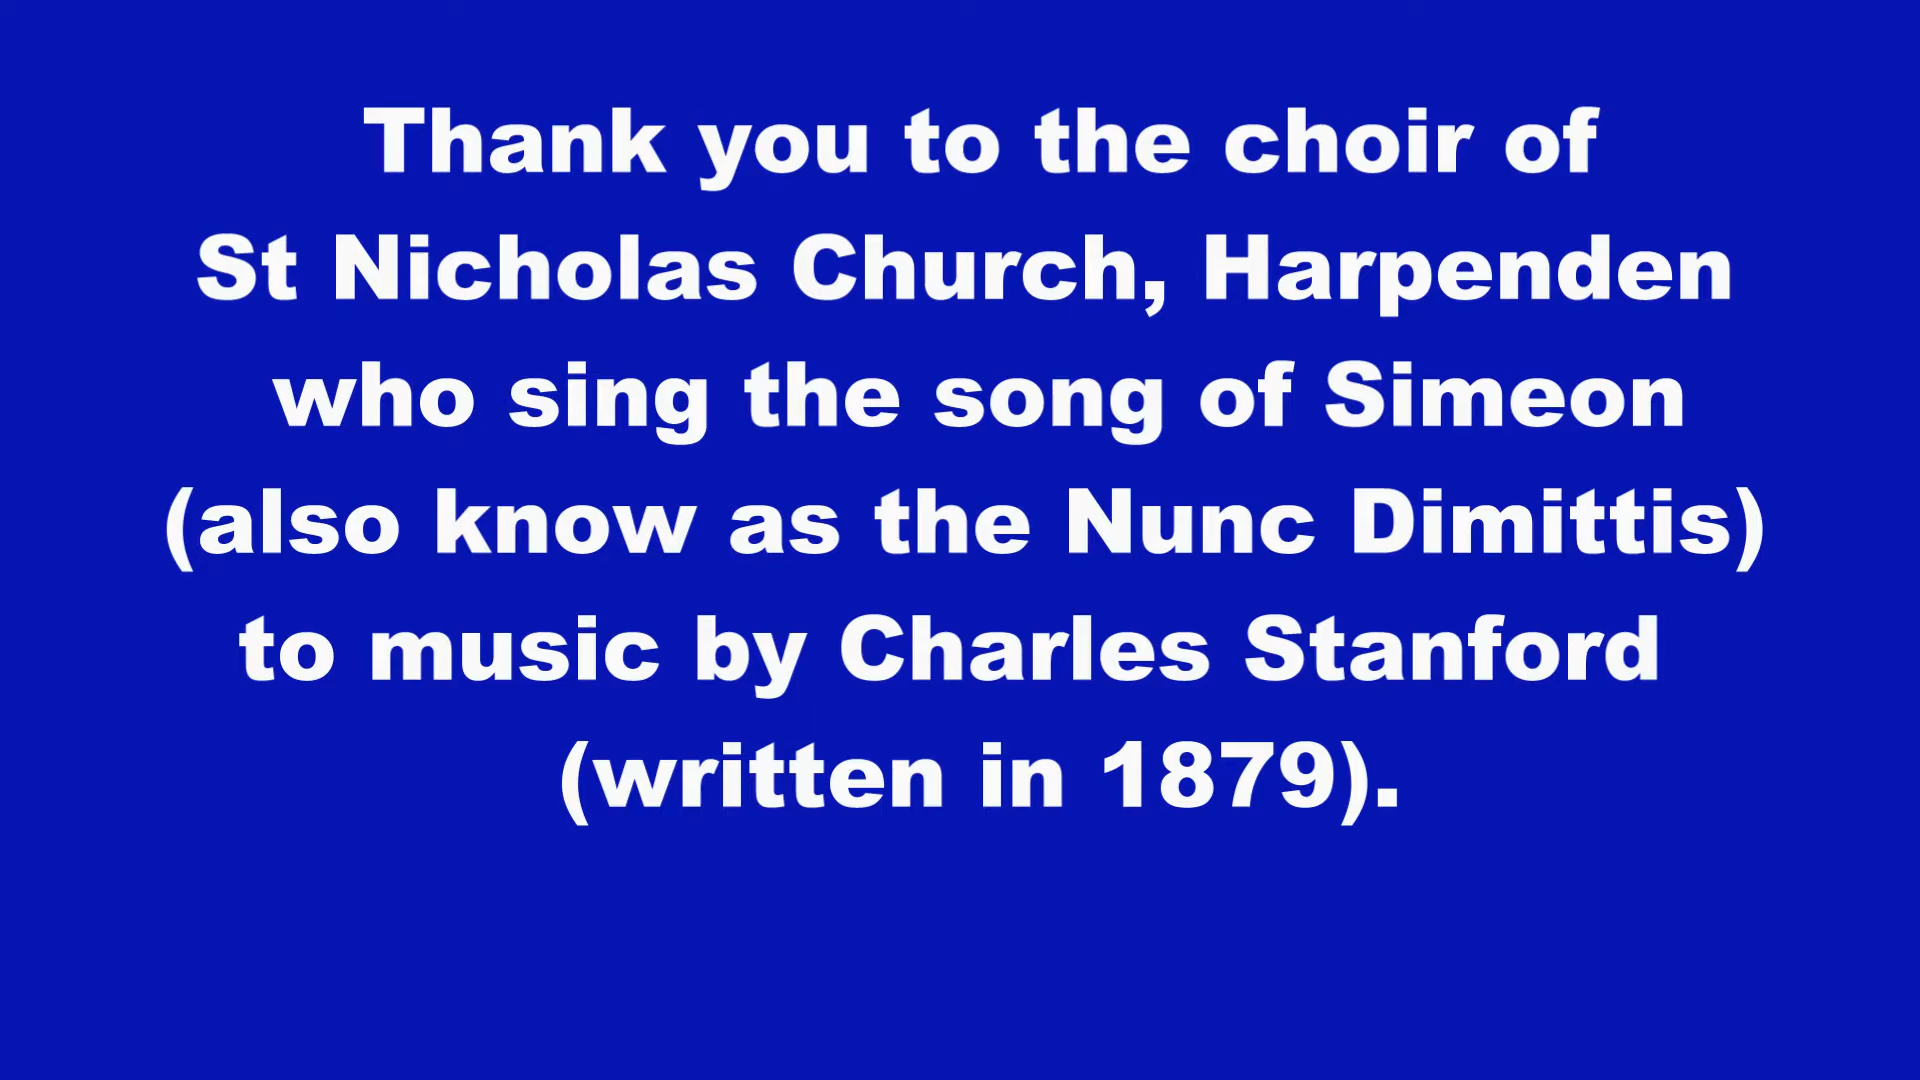 Thank you to the choir of
St Nicholas Church, Harpenden
who sing the song of Simeon
(also know as the Nunc Dimittis)
to music by Charles Stanford
(written in 1879).